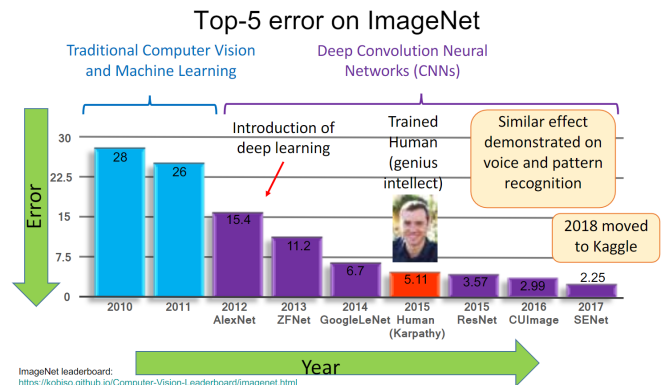 Top-5 error on ImageNet
Traditional Computer Vision
and Machine Learning
Deep Convolution Neural
Networks (CNNs)
Introduction of
deep learning
Trained
Human
(genius
intellect)
Similar effect
demonstrated on
voice and pattern
recognition
2018 moved
to Kaggle
Error
30
22.5
15
7.5
0
28
26
15.4
11.2
6.7
5.11
3.57
2.99
2.25
2010
2011
2012
AlexNet
2013
ZFNet
2014
GoogleLeNet
2015
Human
(Karpathy)
2015
ResNet
2016
CUImage
2017
SENet
Year
ImageNet leaderboard:
https://kobiso.github.io/Computer-Vision-Leaderboard/imagenet.html